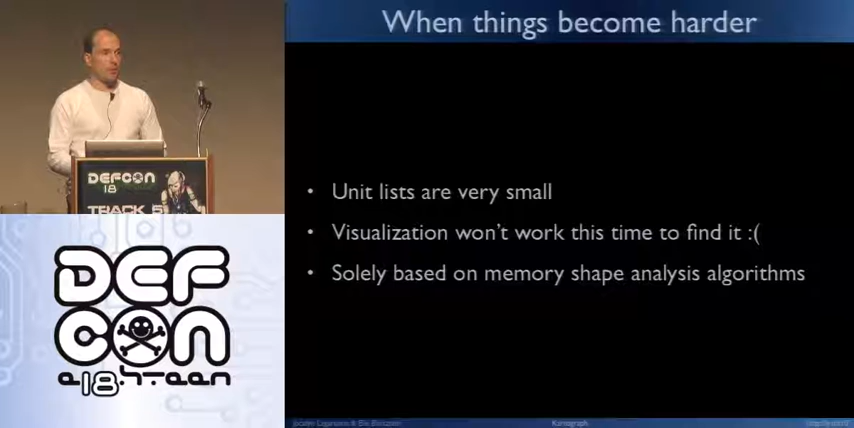 When things become harder
DEFCON
18
TRACK 5
• Unit lists are very small
• Visualization won't work this time to find it :(
• Solely based on memory shape analysis algorithms
DEF
CON
Kartograph